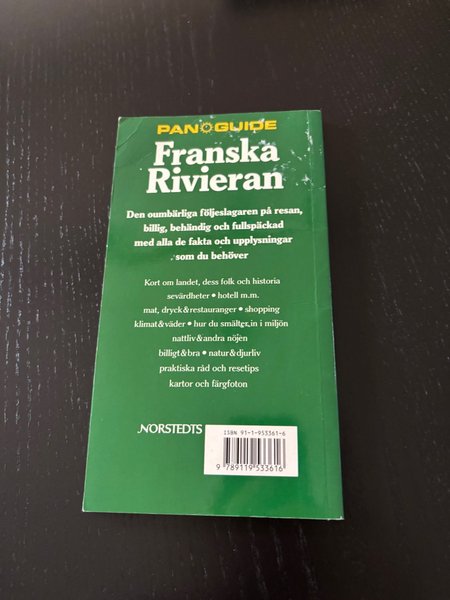 PAN GUIDE
Franska
Rivieran
Den oumbärliga följeslagaren på resan,
billig, behändig och fullspäckad
med alla de fakta och upplysningar
som du behöver
Kort om landet, dess folk och historia
sevärdheter • hotell m.m.
mat, dryck&restauranger • shopping
klimat&väder • hur du smälter in i miljön
nattliv&andra nöjen
billigt&bra • natur&djurliv
praktiska råd och resetips
kartor och färgfoton
NORSTEDTS
ISBN 91-1-953361-6
9 789119 533616